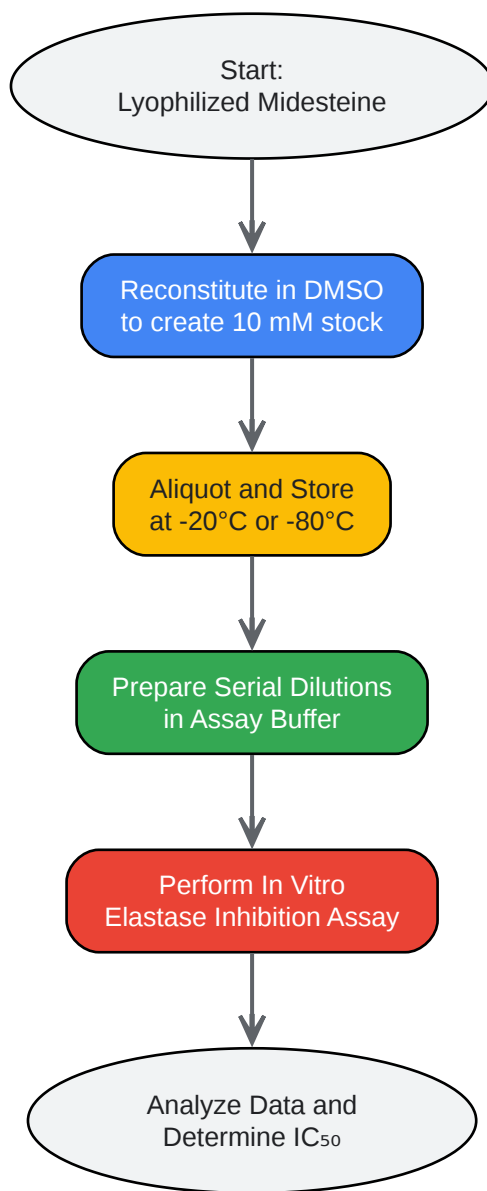 Start:
Lyophilized Midesteine
Reconstitute in DMSO
to create 10 mM stock
Aliquot and Store
at -20°C or -80°C
Prepare Serial Dilutions
in Assay Buffer
Perform In Vitro
Elastase Inhibition Assay
Analyze Data and
Determine IC₅₀